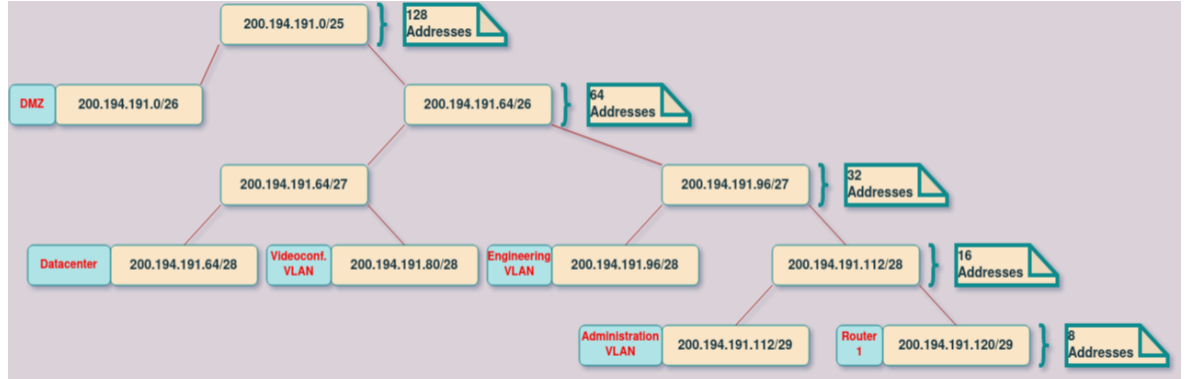 200.194.191.0/25
128
Addresses
DMZ
200.194.191.0/26
200.194.191.64/26
64
Addresses
200.194.191.64/27
200.194.191.96/27
32
Addresses
Datacenter
200.194.191.64/28
Videoconf.
VLAN
200.194.191.80/28
Engineering
VLAN
200.194.191.96/28
200.194.191.112/28
16
Addresses
Administration
VLAN
200.194.191.112/29
Router
1
200.194.191.120/29
8
Addresses